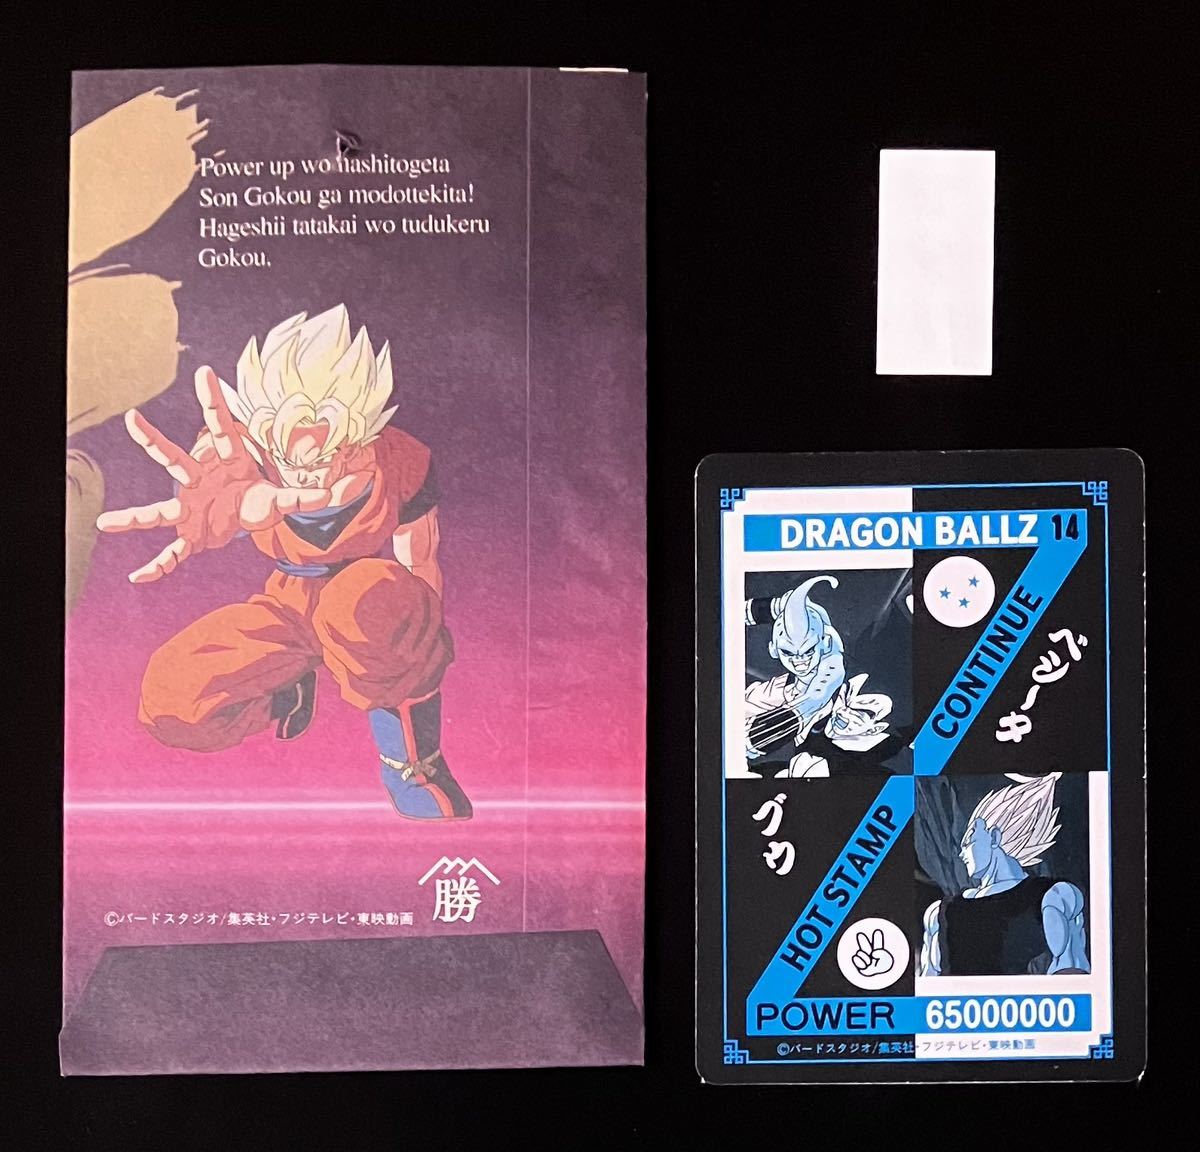 Power up wo nashitogeta
Son Gokou ga modottekita!
Hageshii tatakai wo tudukeru
Gokou.
勝
©バードスタジオ/集英社・フジテレビ・東映動画
DRAGON BALLZ 14
CONTINUE
ベジータ
ブウ
HOT STAMP
POWER 65000000
©バードスタジオ/集英社・フジテレビ・東映動画